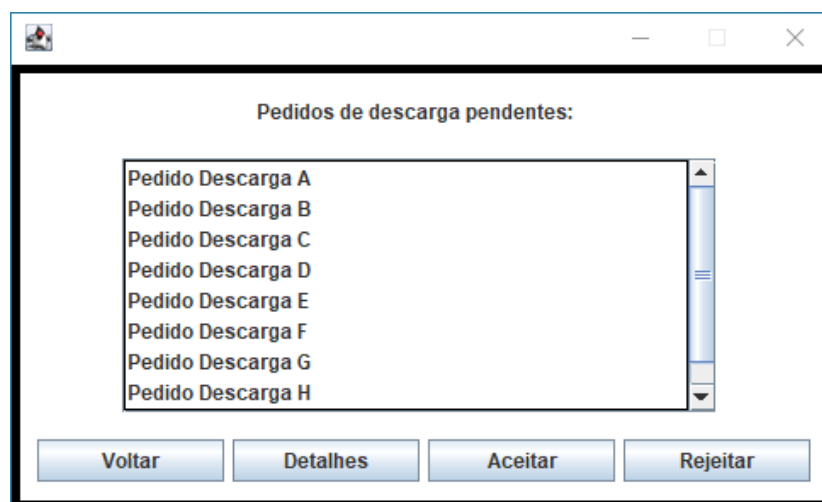 Pedidos de descarga pendentes:
Pedido Descarga A
Pedido Descarga B
Pedido Descarga C
Pedido Descarga D
Pedido Descarga E
Pedido Descarga F
Pedido Descarga G
Pedido Descarga H
Voltar Detalhes Aceitar Rejeitar